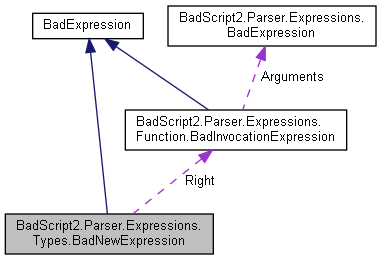 BadExpression
BadScript2.Parser.Expressions.
BadExpression
Arguments
BadScript2.Parser.Expressions.
Function.BadInvocationExpression
Right
BadScript2.Parser.Expressions.
Types.BadNewExpression